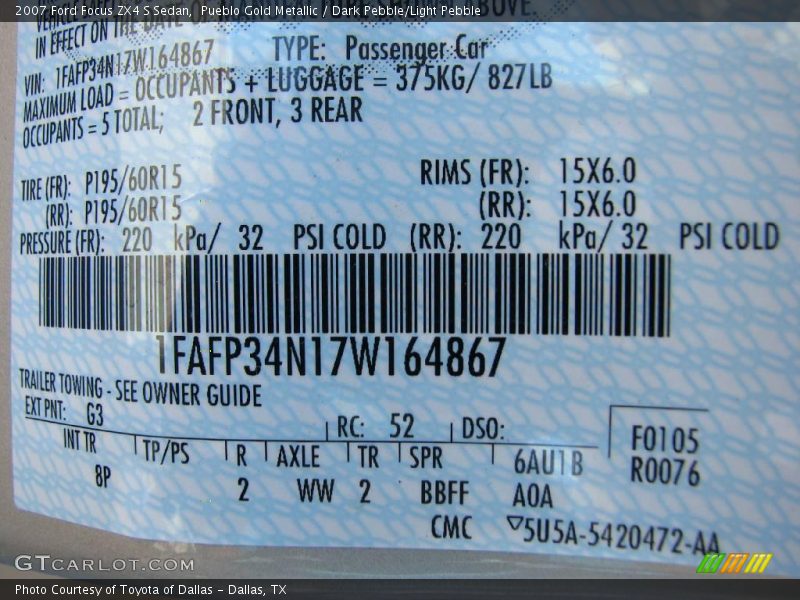 2007 Ford Focus ZX4 S Sedan, Pueblo Gold Metallic / Dark Pebble/Light Pebble
IN EFFECT ON THE DATE OF ABOVE.
VIN: 1FAFP34N17W164867 TYPE: Passenger Car
MAXIMUM LOAD = OCCUPANTS + LUGGAGE = 375KG/ 827LB
OCCUPANTS = 5 TOTAL; 2 FRONT, 3 REAR
TIRE (FR): P195/60R15 RIMS (FR): 15X6.0
(RR): P195/60R15 (RR): 15X6.0
PRESSURE (FR): 220 kPa/ 32 PSI COLD (RR): 220 kPa/ 32 PSI COLD
1FAFP34N17W164867
TRAILER TOWING - SEE OWNER GUIDE
EXT PNT: G3 RC: 52 DSO: F0105
INT TR TP/PS R AXLE TR SPR 6AU1B R0076
8P 2 WW 2 BBFF A0A
CMC ▽5U5A-5420472-AA
GTCARLOT.COM
Photo Courtesy of Toyota of Dallas – Dallas, TX